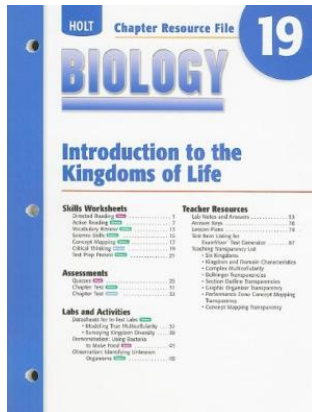 HOLT
Chapter Resource File
19
BIOLOGY
Introduction to the
Kingdoms of Life
Skills Worksheets
Directed Reading
Active Reading
Vocabulary Review
Science Skills
Concept Mapping
Critical Thinking
Test Prep Pretest
Assessments
Quizzes
Chapter Test
Chapter Test
Labs and Activities
Datasheets for In-Text Labs
• Modeling True Multicellularity
• Surveying Kingdom Diversity
Demonstration: Using Bacteria
to Make Food
Observation: Identifying Unknown
Organisms
Teacher Resources
Lab Notes and Answers
Answer Keys
Lesson Plans
Test Item Listing for
ExamView Test Generator
Teaching Transparency List
• Six Kingdoms
• Kingdom and Domain Characteristics
• Complex Multicellularity
• Bellringer Transparency
• Section Outline Transparencies
• Graphic Organizer Transparency
• Performance Zone Concept Mapping
Transparency
• Concept Mapping Transparency